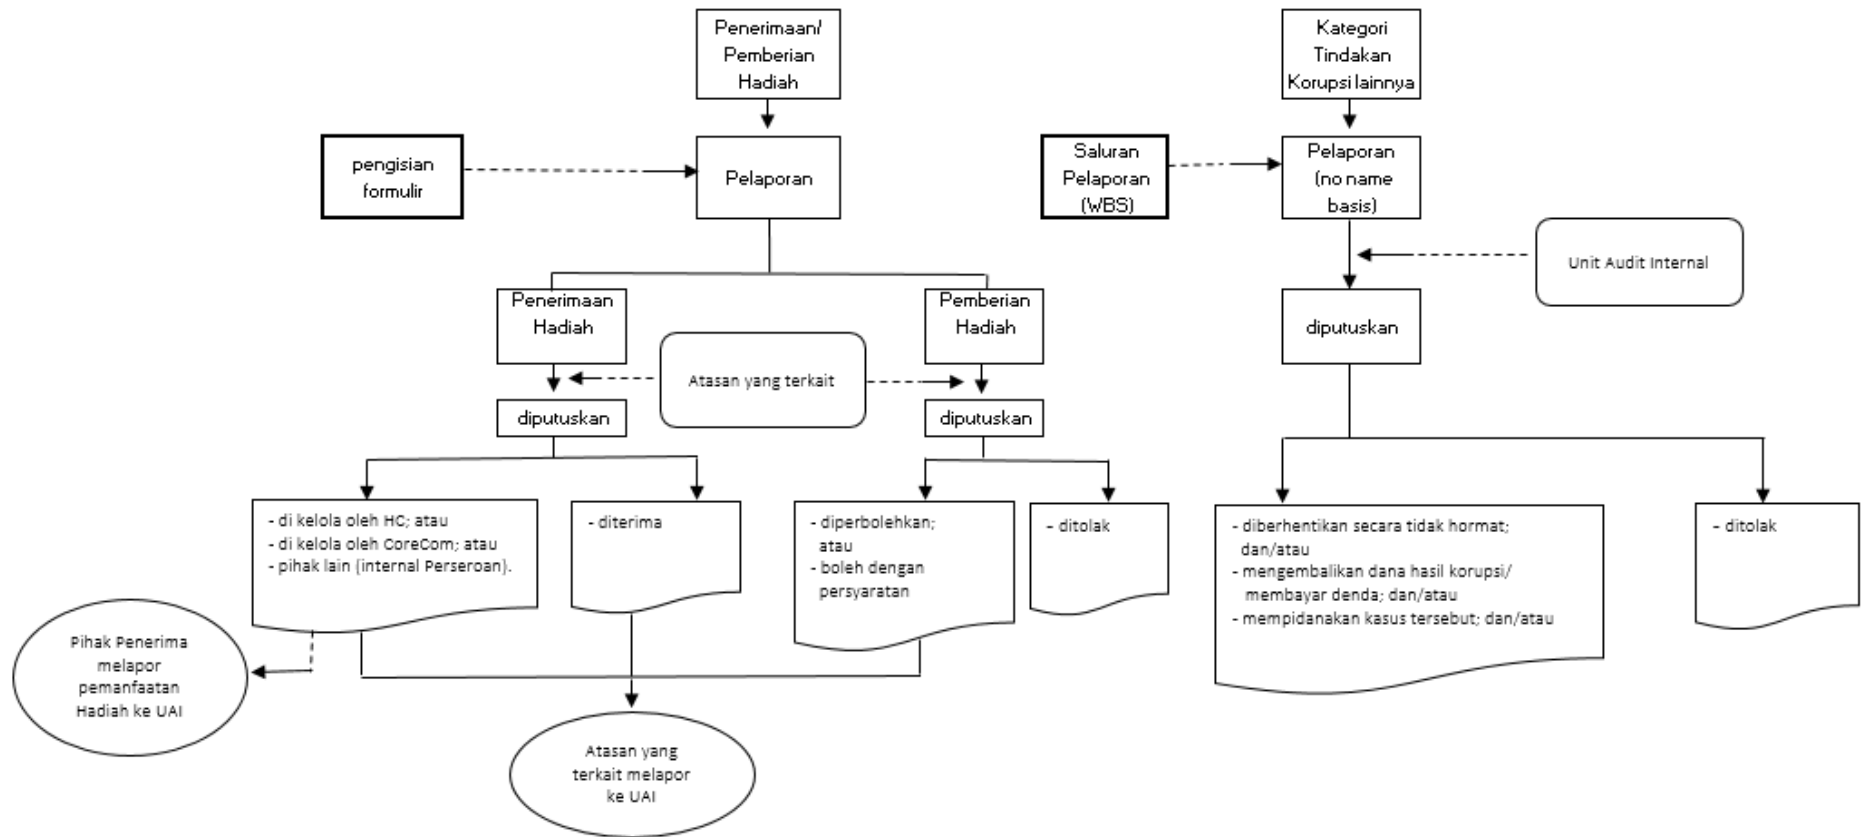 Penerimaan/
Pemberian
Hadiah
Kategori
Tindakan
Korupsi lainnya
pengisian
formulir
Pelaporan
Saluran
Pelaporan
(WBS)
Pelaporan
(no name
basis)
Unit Audit Internal
Penerimaan
Hadiah
Pemberian
Hadiah
diputuskan
Atasan yang terkait
diputuskan
diputuskan
- di kelola oleh HC; atau
- di kelola oleh CoreCom; atau
- pihak lain (internal Perseroan).
- diterima
- diperbolehkan;
atau
- boleh dengan
persyaratan
- ditolak
- diberhentikan secara tidak hormat;
dan/atau
- mengembalikan dana hasil korupsi/
membayar denda; dan/atau
- mempidanakan kasus tersebut; dan/atau
- ditolak
Pihak Penerima
melapor
pemanfaatan
Hadiah ke UAI
Atasan yang
terkait melapor
ke UAI